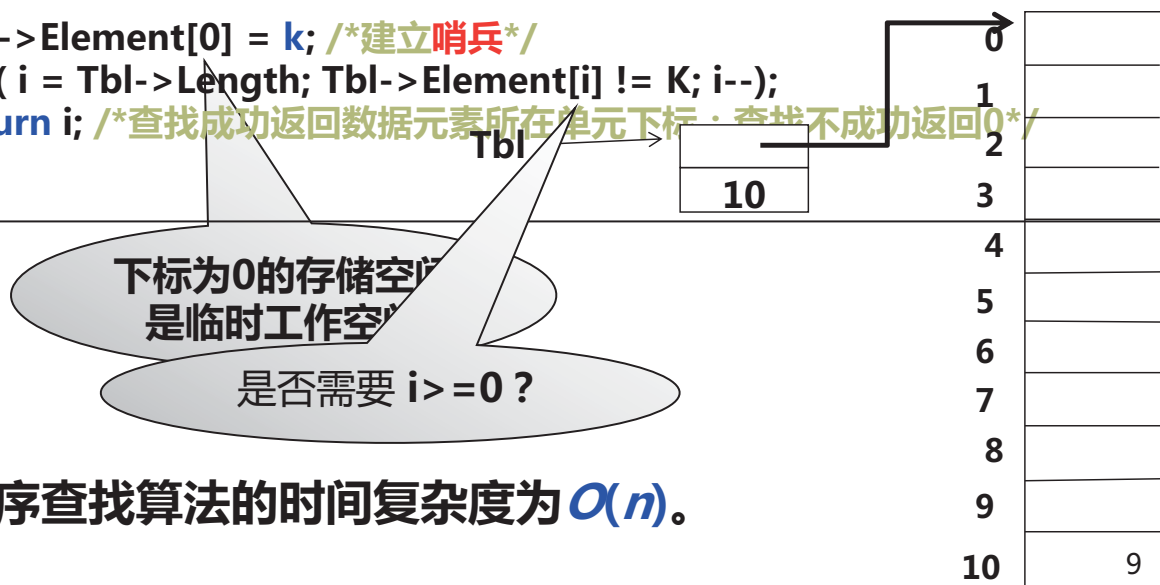 ->Element[0] = k; /*建立哨兵*/
( i = Tbl->Length; Tbl->Element[i] != K; i--);
urn i; /*查找成功返回数据元素所在单元下标；查找不成功返回0*/
Tbl
10
下标为0的存储空间
是临时工作空间
是否需要 i>=0？
序查找算法的时间复杂度为O(n)。
0
1
2
3
4
5
6
7
8
9
10
9